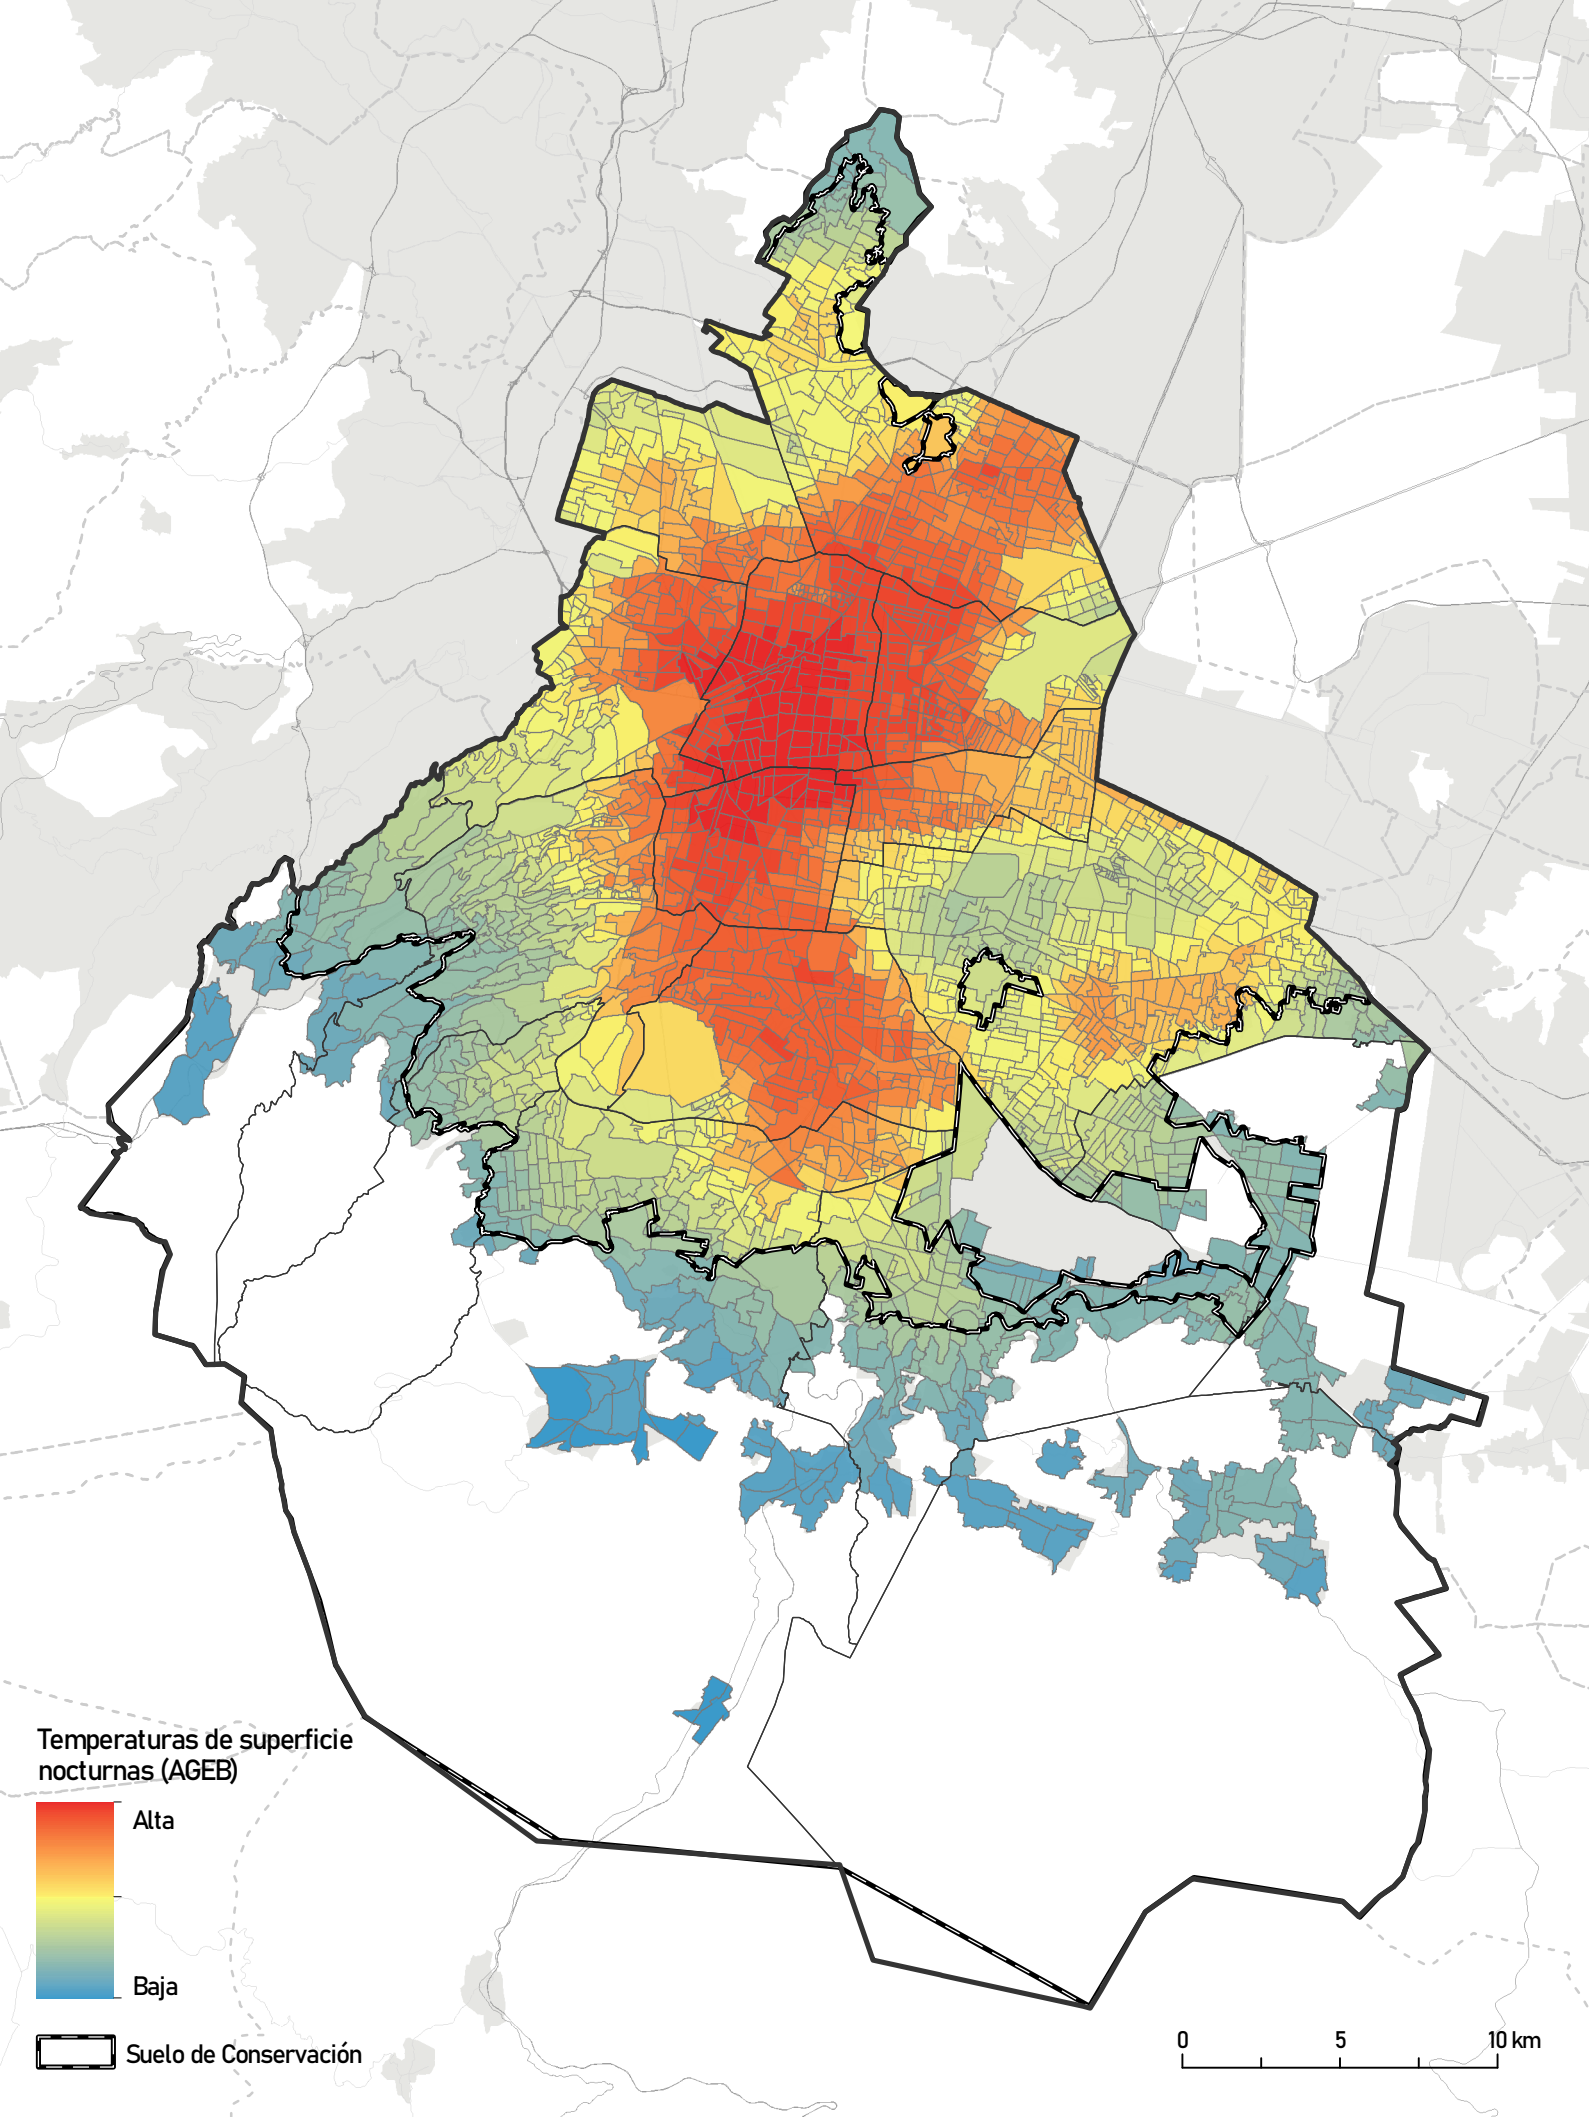 Temperaturas de superficie
nocturnas (AGEB)
Alta
Baja
Suelo de Conservación
0 5 10 km